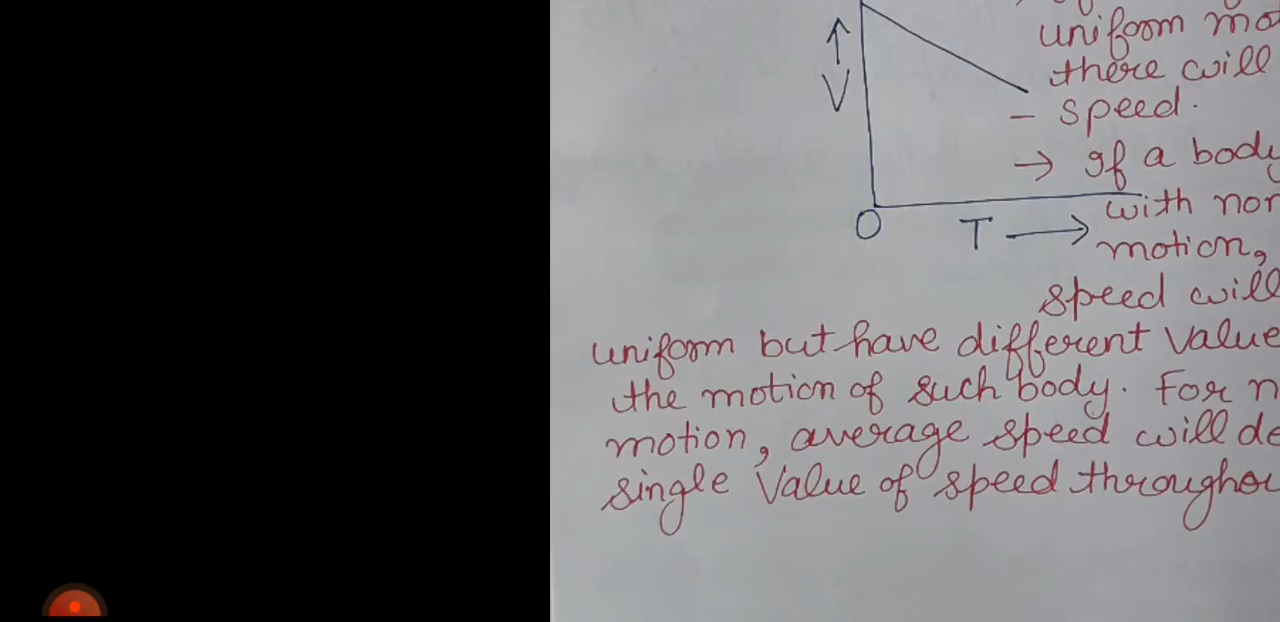 uniform mo
there will
V
- speed.
→ If a body
with nor
O T → motion,
speed will
uniform but have different value
the motion of such body. For n
motion, average speed will de
single value of speed throughou